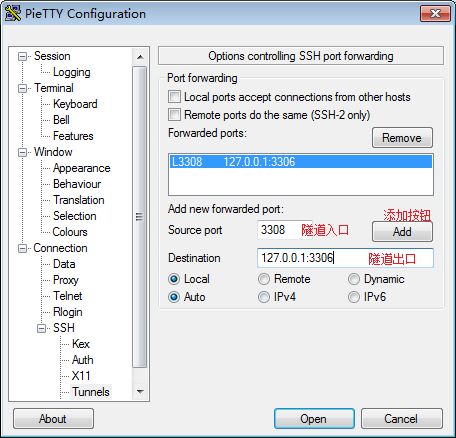 PieTTY Configuration
Session
Logging
Terminal
Keyboard
Bell
Features
Window
Appearance
Behaviour
Translation
Selection
Colours
Connection
Data
Proxy
Telnet
Rlogin
SSH
Kex
Auth
X11
Tunnels
Options controlling SSH port forwarding
Port forwarding
Local ports accept connections from other hosts
Remote ports do the same (SSH-2 only)
Forwarded ports:
Remove
L3308 127.0.0.1:3306
Add new forwarded port:
添加按钮
Source port 3308 隧道入口 Add
Destination 127.0.0.1:3306 隧道出口
Local Remote Dynamic
Auto IPv4 IPv6
About Open Cancel